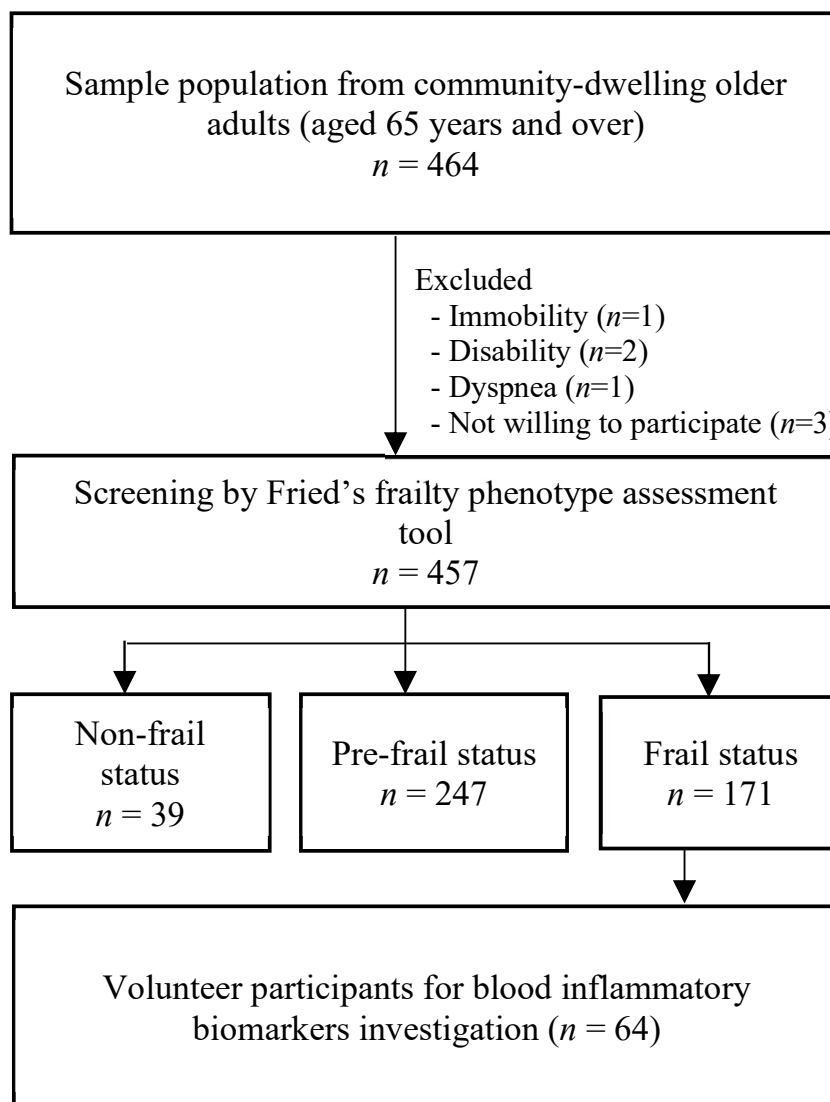 Sample population from community-dwelling older
adults (aged 65 years and over)
n = 464
Excluded
- Immobility (n=1)
- Disability (n=2)
- Dyspnea (n=1)
- Not willing to participate (n=3)
Screening by Fried’s frailty phenotype assessment
tool
n = 457
Non-frail
status
n = 39
Pre-frail status
n = 247
Frail status
n = 171
Volunteer participants for blood inflammatory
biomarkers investigation (n = 64)